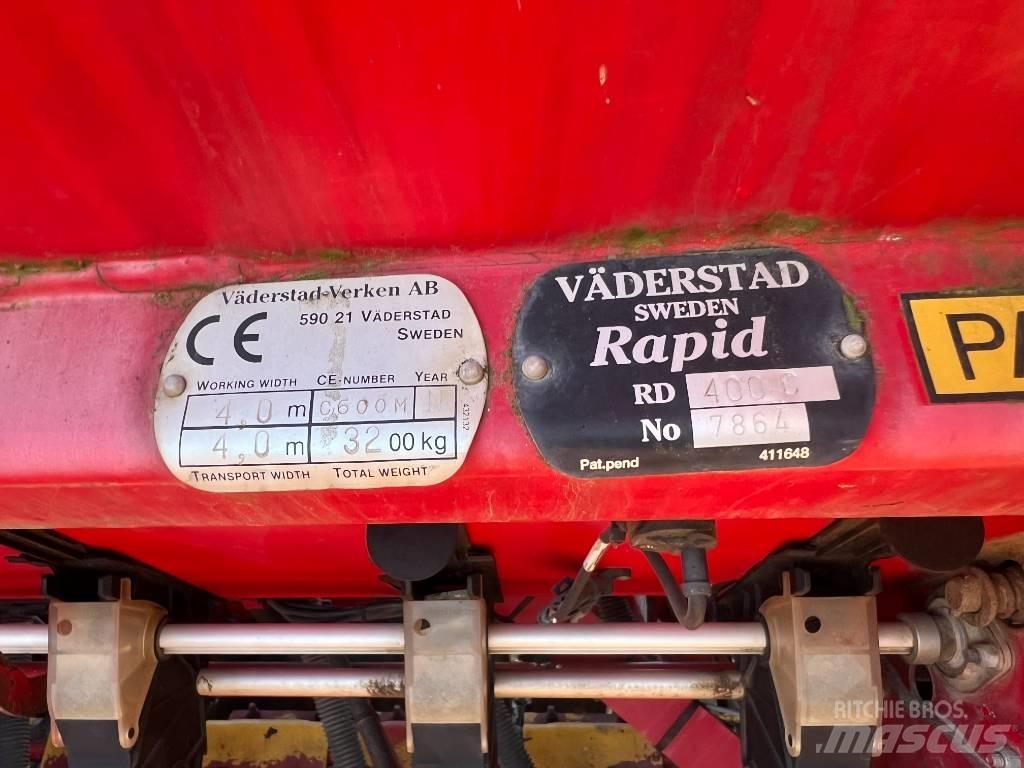 Väderstad-Verken AB
590 21 VÄDERSTAD
SWEDEN
CE
WORKING WIDTH CE-NUMBER YEAR
4,0 m C600M
4,0 m 3200 kg
TRANSPORT WIDTH TOTAL WEIGHT
432132
VÄDERSTAD
SWEDEN
Rapid
RD 400 C
No 7864
Pat.pend 411648
RITCHIE BROS.
MASCUS